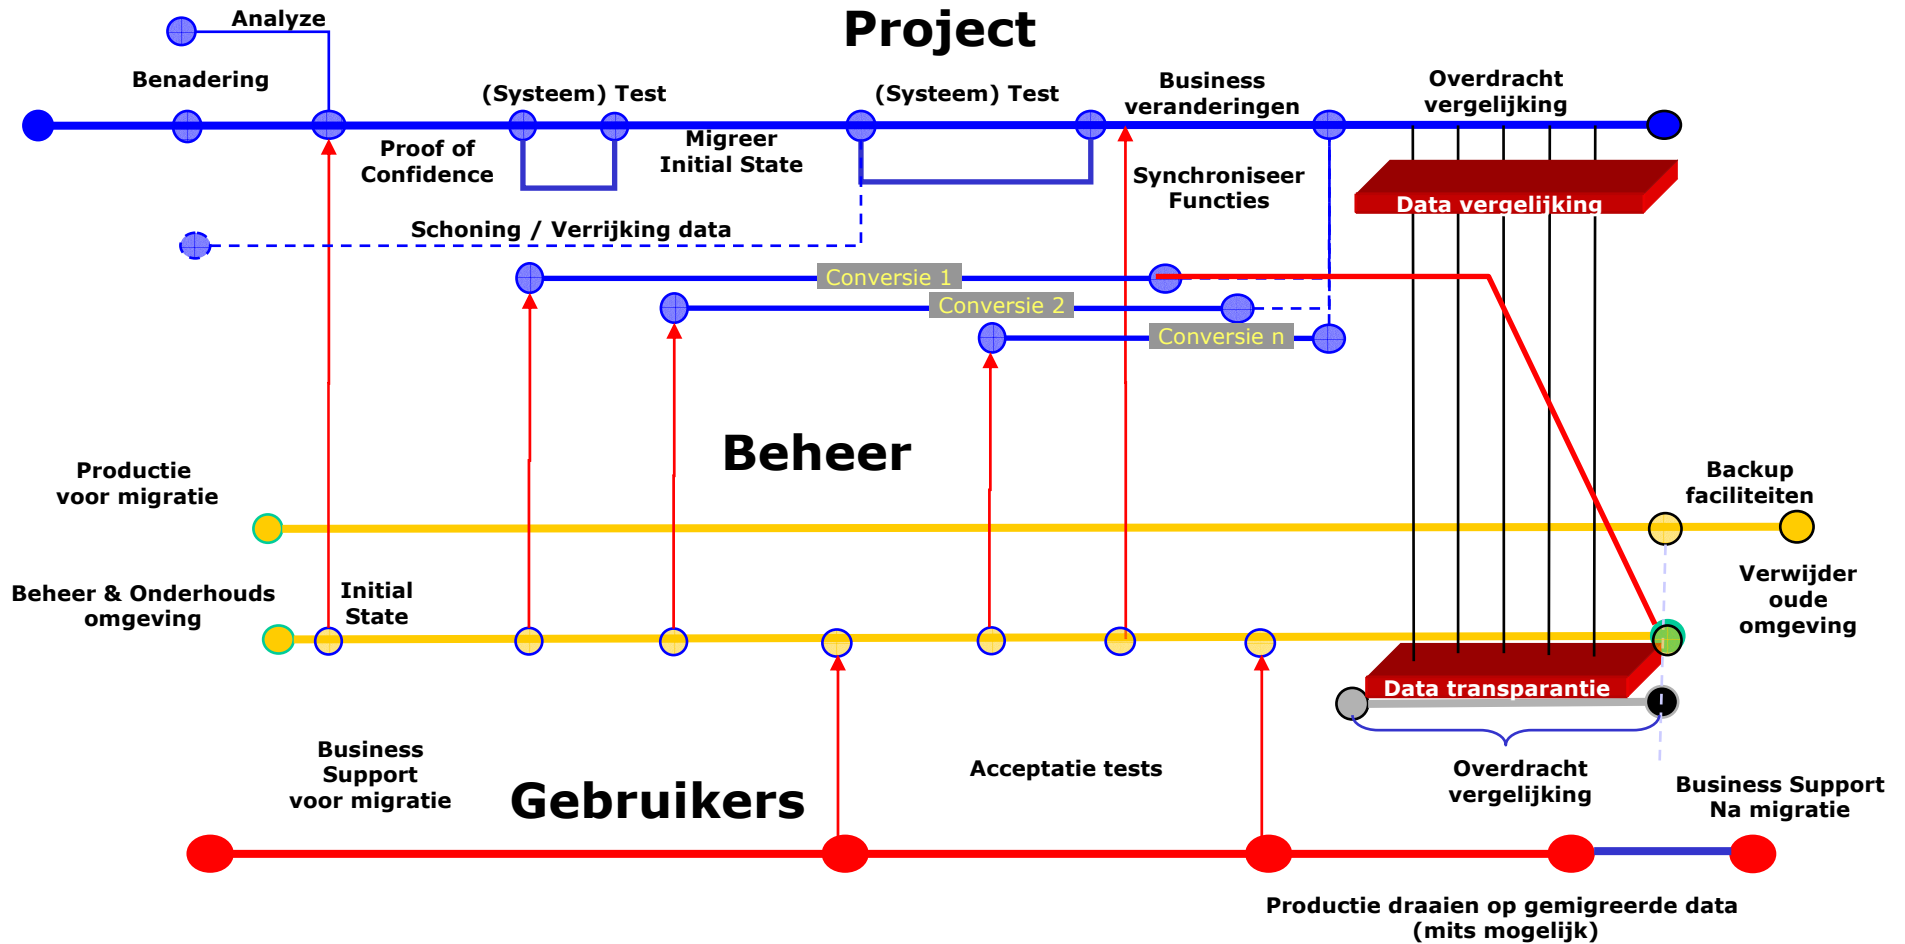 Project
Analyze
Benadering
(Systeem) Test
(Systeem) Test
Business
veranderingen
Overdracht
vergelijking
Proof of
Confidence
Migreer
Initial State
Synchroniseer
Functies
Data vergelijking
Schoning / Verrijking data
Conversie 1
Conversie 2
Conversie n
Beheer
Productie
voor migratie
Backup
faciliteiten
Beheer & Onderhouds
omgeving
Initial
State
Verwijder
oude
omgeving
Data transparantie
Business
Support
voor migratie
Gebruikers
Acceptatie tests
Overdracht
vergelijking
Business Support
Na migratie
Productie draaien op gemigreerde data
(mits mogelijk)